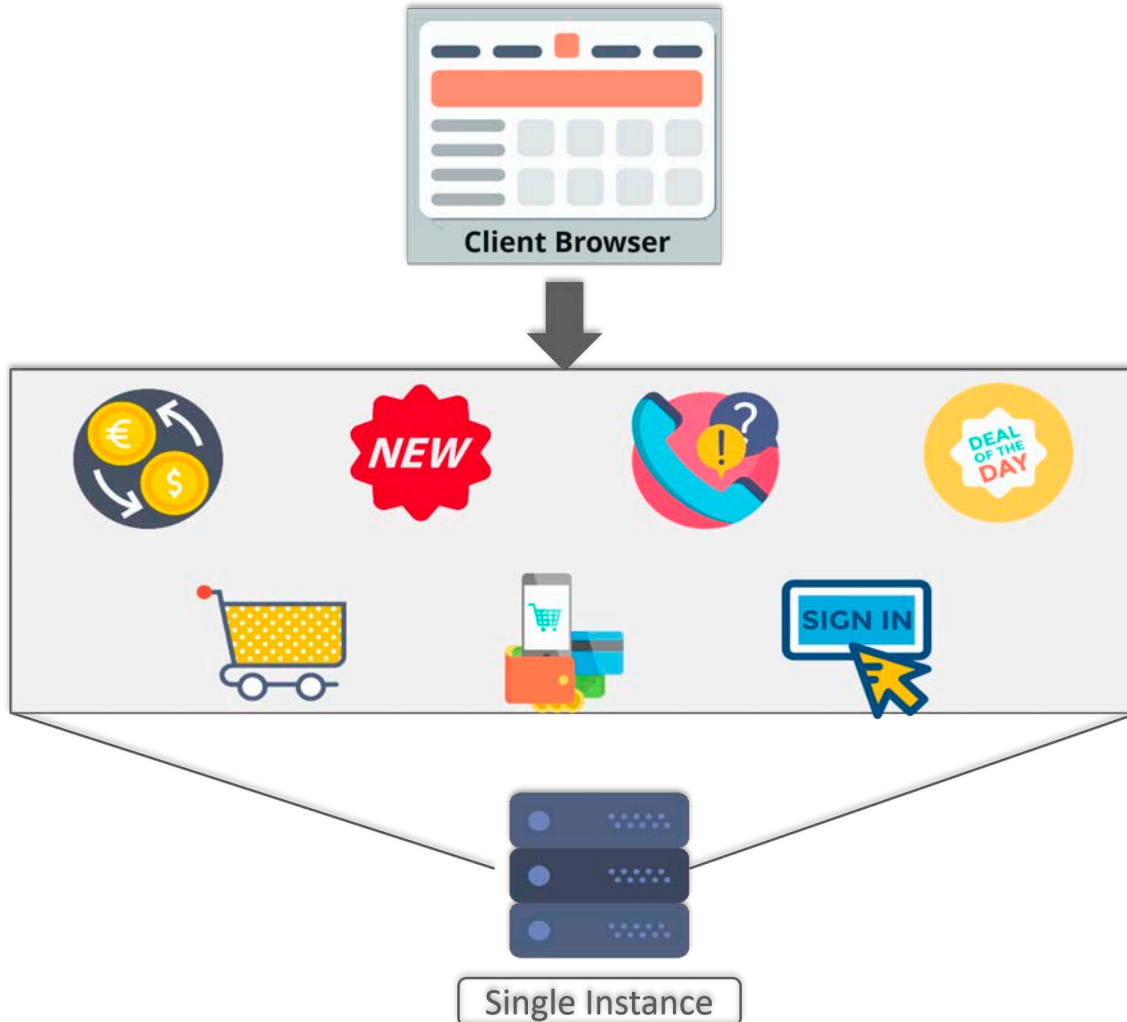 Client Browser
€
$
NEW
?
!
DEAL
OF THE
DAY
SIGN IN
Single Instance